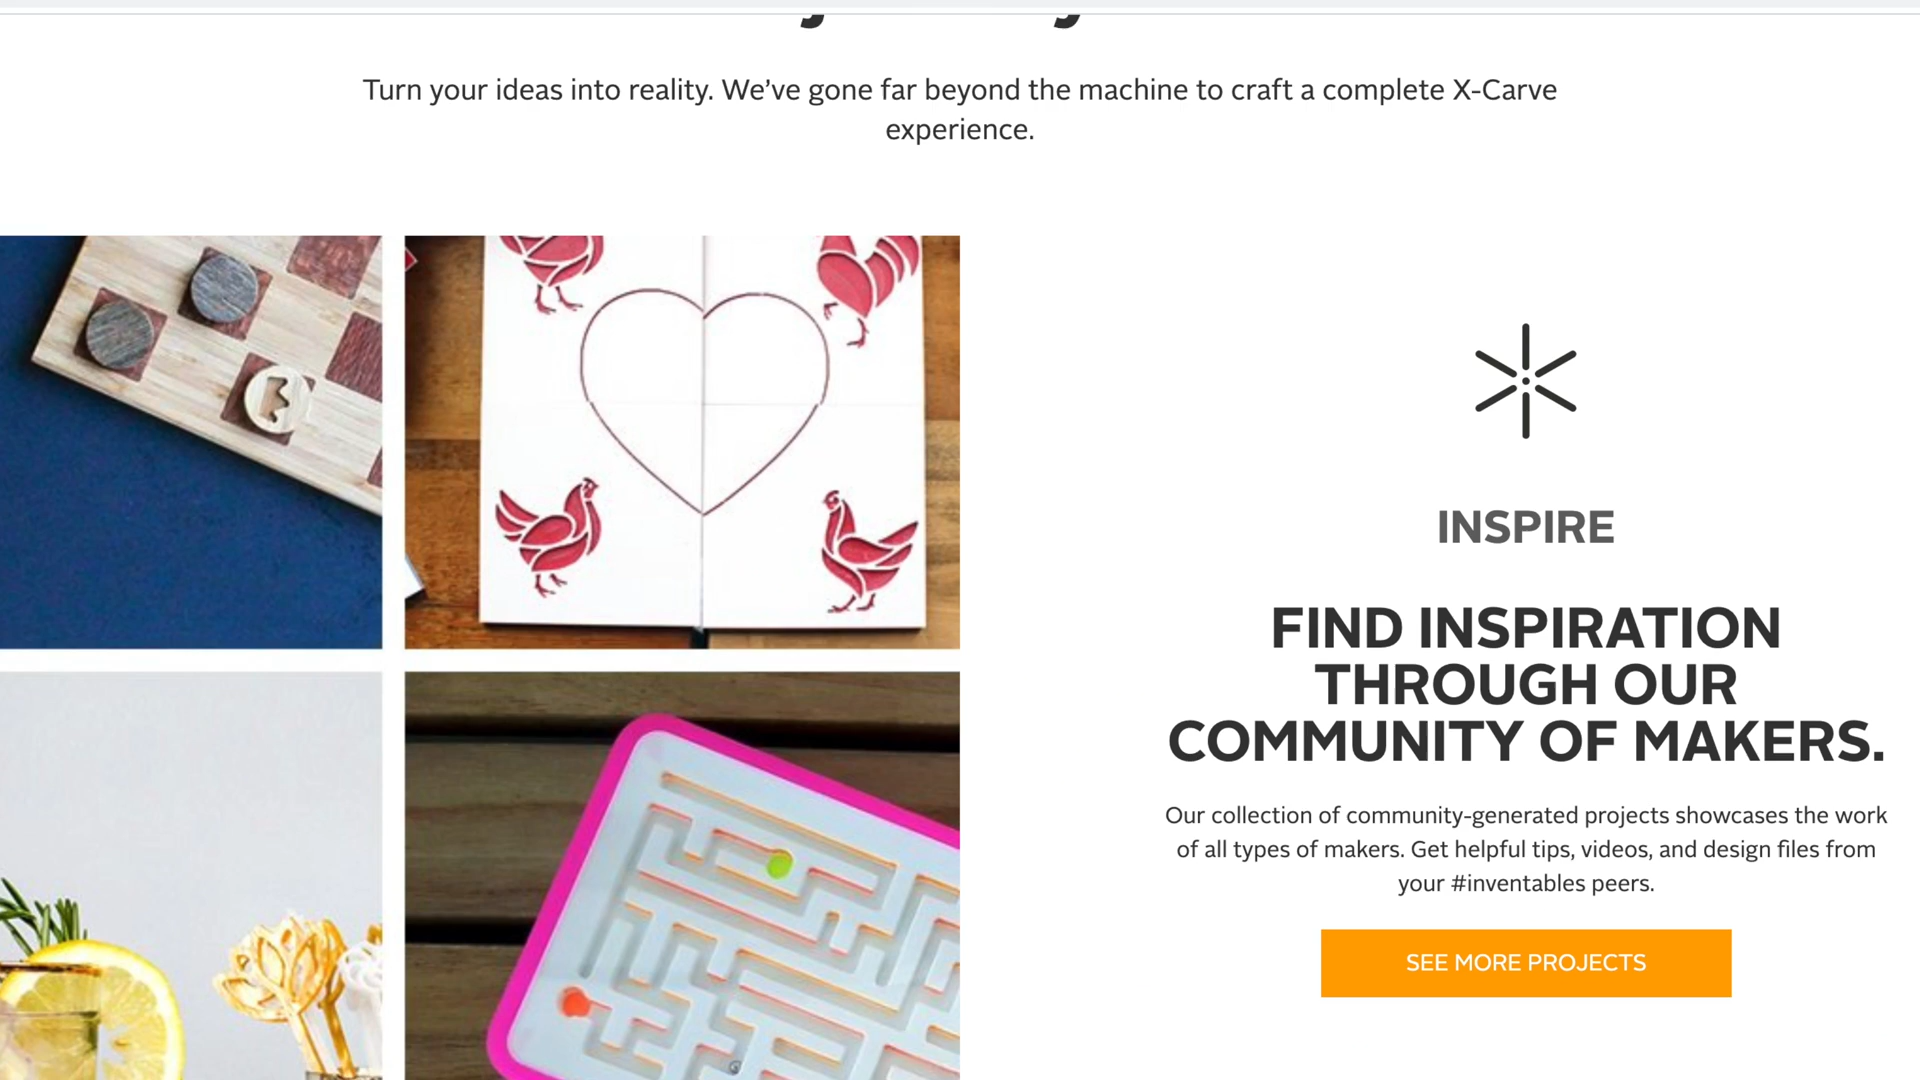 Turn your ideas into reality. We've gone far beyond the machine to craft a complete X-Carve
experience.
INSPIRE
FIND INSPIRATION
THROUGH OUR
COMMUNITY OF MAKERS.
Our collection of community-generated projects showcases the work
of all types of makers. Get helpful tips, videos, and design files from
your #inventables peers.
SEE MORE PROJECTS